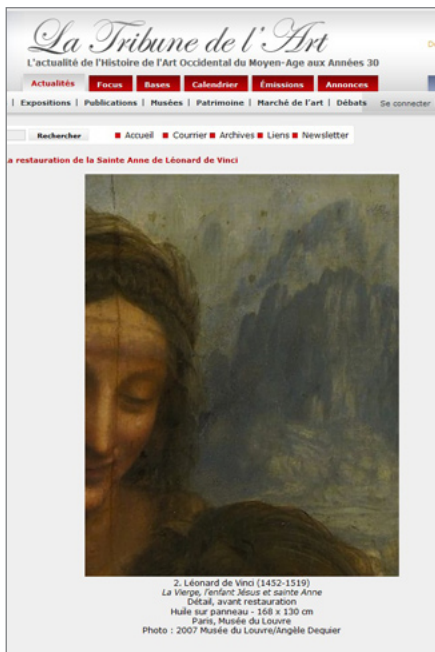 La Tribune de l'Art
L'actualité de l'Histoire de l'Art Occidental du Moyen-Age aux Années 30
Actualités Focus Bases Calendrier Émissions Annonces
| Expositions | Publications | Musées | Patrimoine | Marché de l'art | Débats Se connecter
Rechercher Accueil Courrier Archives Liens Newsletter
a restauration de la Sainte Anne de Léonard de Vinci
2. Léonard de Vinci (1452-1519)
La Vierge, l'enfant Jésus et sainte Anne
Détail, avant restauration
Huile sur panneau - 168 x 130 cm
Paris, Musée du Louvre
Photo : 2007 Musée du Louvre/Angèle Dequier